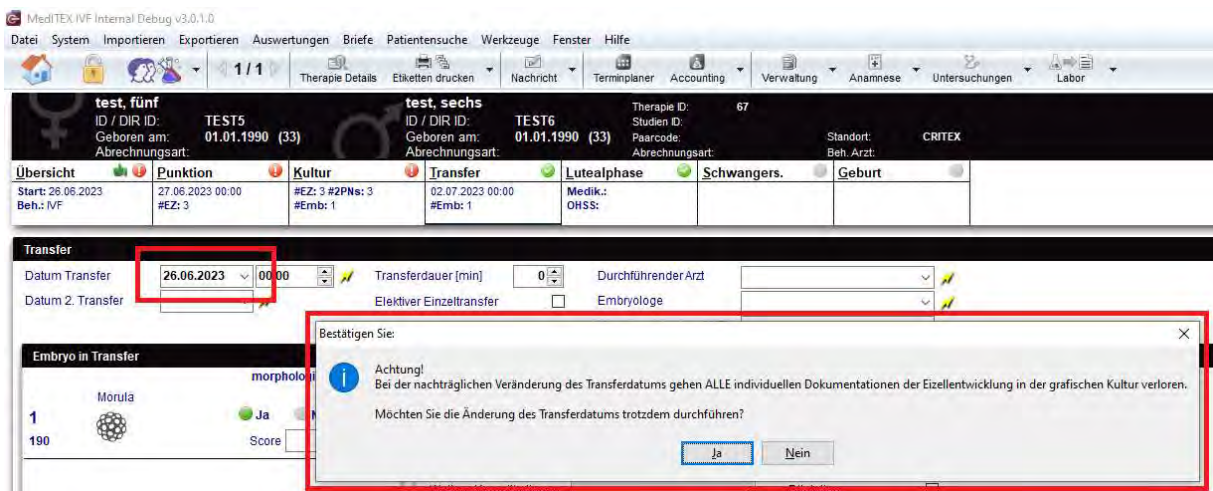 MedITEX IVF Internal Debug v3.0.1.0
Datei System Importieren Exportieren Auswertungen Briefe Patientensuche Werkzeuge Fenster Hilfe
1/1 Therapie Details Etiketten drucken Nachricht Terminplaner Accounting Verwaltung Anamnese Untersuchungen Labor
test, fünf test, sechs Therapie ID: 67
ID / DIR ID: TEST5 ID / DIR ID: TEST6 Studien ID:
Geboren am: 01.01.1990 (33) Geboren am: 01.01.1990 (33) Paarcode: Standort: CRITEX
Abrechnungsart: Abrechnungsart: Abrechnungsart: Beh. Arzt:
Übersicht Punktion Kultur Transfer Lutealphase Schwangers. Geburt
Start: 26.06.2023 27.06.2023 00:00 #EZ: 3 #2PNs: 3 02.07.2023 00:00 Medik.:
Beh.: IVF #EZ: 3 #Emb: 1 #Emb: 1 OHSS:
Transfer
Datum Transfer 26.06.2023 00:00 Transferdauer [min] 0 Durchführender Arzt
Datum 2. Transfer Elektiver Einzeltransfer Embryologe
Bestätigen Sie:
Embryo in Transfer
Achtung!
Bei der nachträglichen Veränderung des Transferdatums gehen ALLE individuellen Dokumentationen der Eizellentwicklung in der grafischen Kultur verloren.
Möchten Sie die Änderung des Transferdatums trotzdem durchführen?
Ja Nein
Morula
1 Ja
190 Score